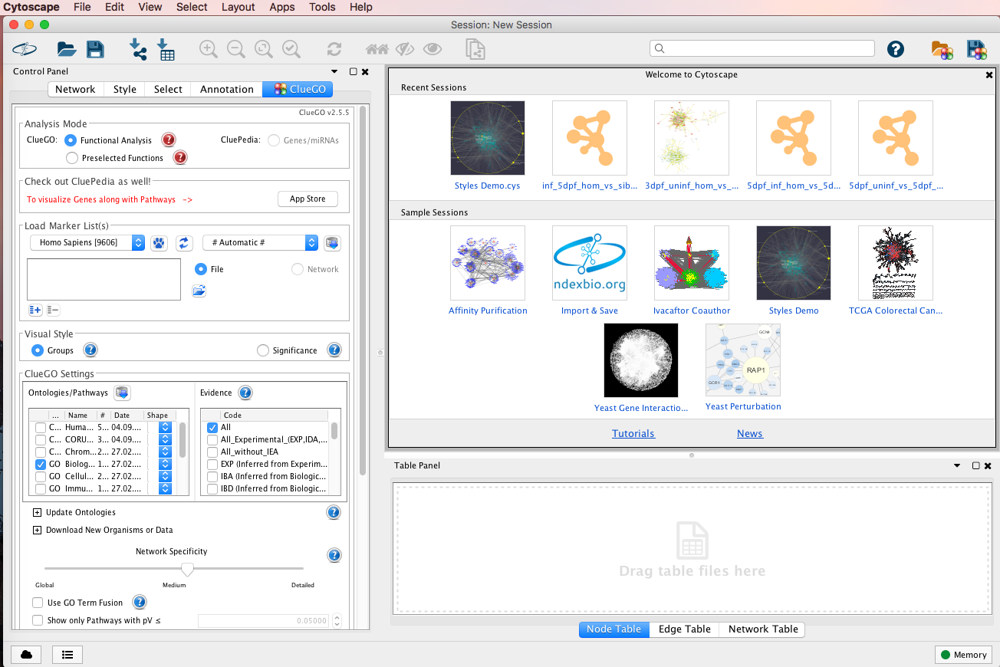 Cytoscape File Edit View Select Layout Apps Tools Help
Session: New Session
Control Panel
Network Style Select Annotation ClueGO
ClueGO v2.5.5
Analysis Mode
ClueGO: Functional Analysis ? CluePedia: Genes/miRNAs
Preselected Functions ?
Check out CluePedia as well!
To visualize Genes along with Pathways -> App Store
Load Marker List(s)
Homo Sapiens [9606] # Automatic #
File Network
Visual Style
Groups ? Significance ?
ClueGO Settings
Ontologies/Pathways Evidence ?
... Name # Date Shape Code
C... Huma... 5... 04.09.... All
C... CORU... 3... 04.09.... All_Experimental_(EXP,IDA,...
C... Chrom... 2... 27.02.... All_without_IEA
GO Biolog... 1... 27.02.... EXP (Inferred from Experim...
GO Cellul... 2... 27.02.... IBA (Inferred from Biologic...
GO Immu... 1... 27.02.... IBD (Inferred from Biologic...
Update Ontologies ?
Download New Organisms or Data
Network Specificity ?
Global Medium Detailed
Use GO Term Fusion ?
Show only Pathways with pV ≤ 0.05000
Welcome to Cytoscape
Recent Sessions
Styles Demo.cys inf_5dpf_hom_vs_sib... 3dpf_uninf_hom_vs_... 5dpf_inf_hom_vs_5d... 5dpf_uninf_vs_5dpf_...
Sample Sessions
ndexbio.org
Affinity Purification Import & Save Ivacaftor Coauthor Styles Demo TCGA Colorectal Can...
GCN4
RAP1
GCR1
Yeast Gene Interactio... Yeast Perturbation
Tutorials News
Table Panel
Drag table files here
Node Table Edge Table Network Table
Memory